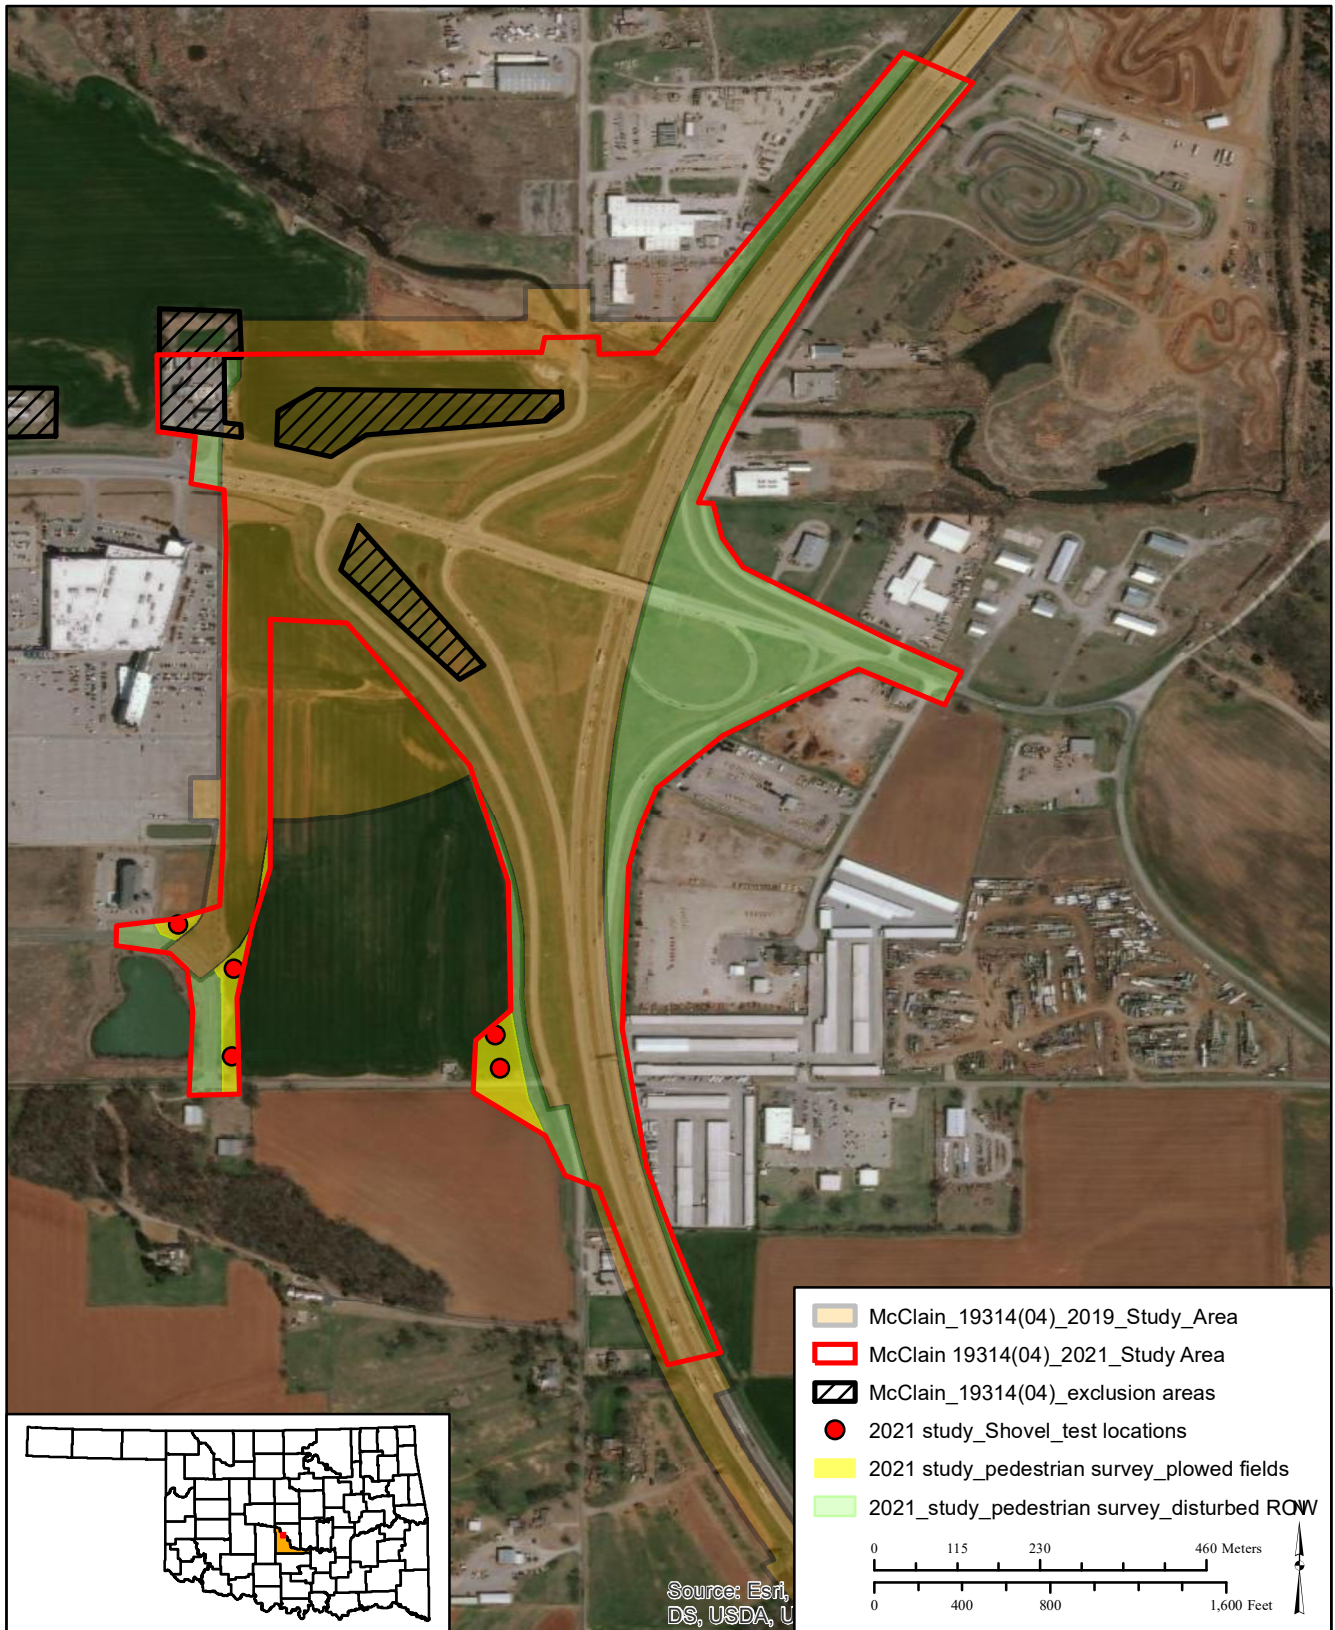 McClain_19314(04)_2019_Study_Area
McClain 19314(04)_2021_Study Area
McClain_19314(04)_exclusion areas
2021 study_Shovel_test locations
2021 study_pedestrian survey_plowed fields
2021_study_pedestrian survey_disturbed ROW
N
0 115 230 460 Meters
0 400 800 1,600 Feet
Source: Esri,
DS, USDA, U